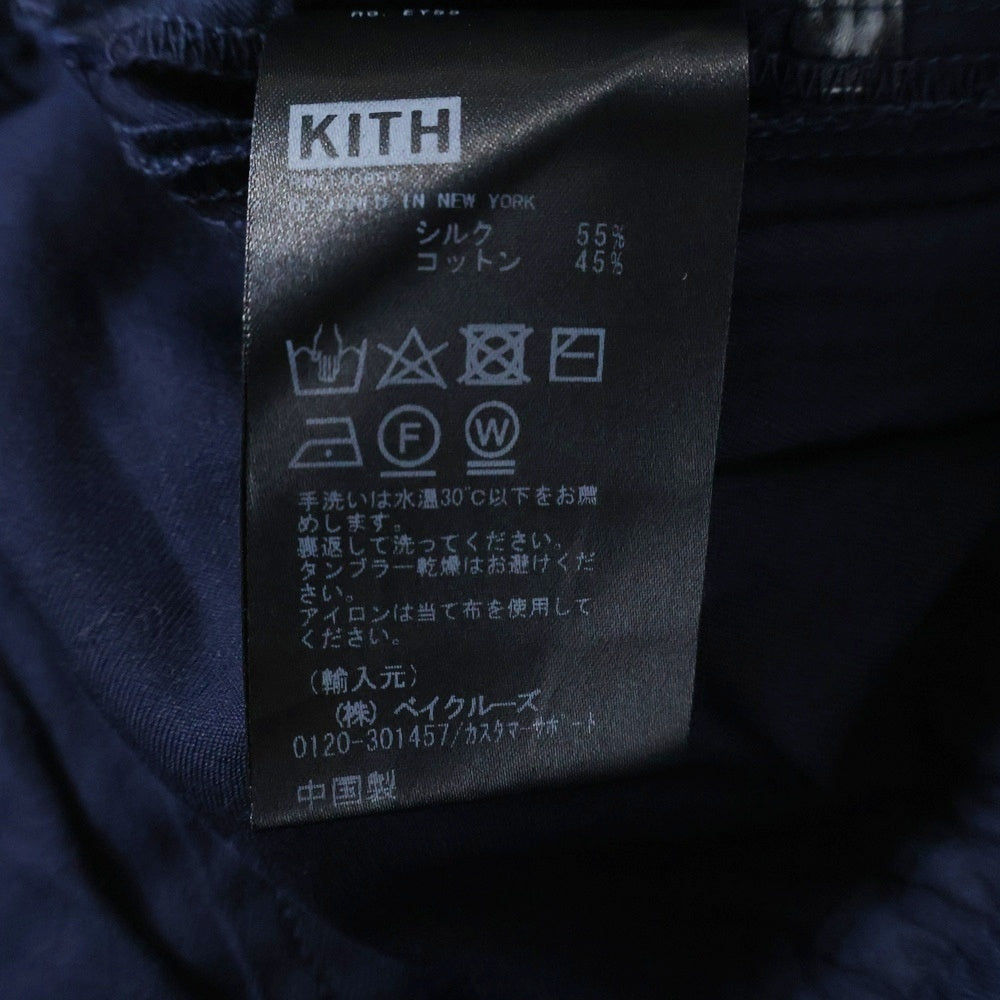 KITH
IN NEW YORK
シルク 55%
コットン 45%
F W
手洗いは水温30℃以下をお薦
めします。
裏返して洗ってください。
タンブラー乾燥はお避けくだ
さい。
アイロンは当て布を使用して
ください。
(輸入元)
(株) ベイクルーズ
0120-301457/カスタマーサポート
中国製